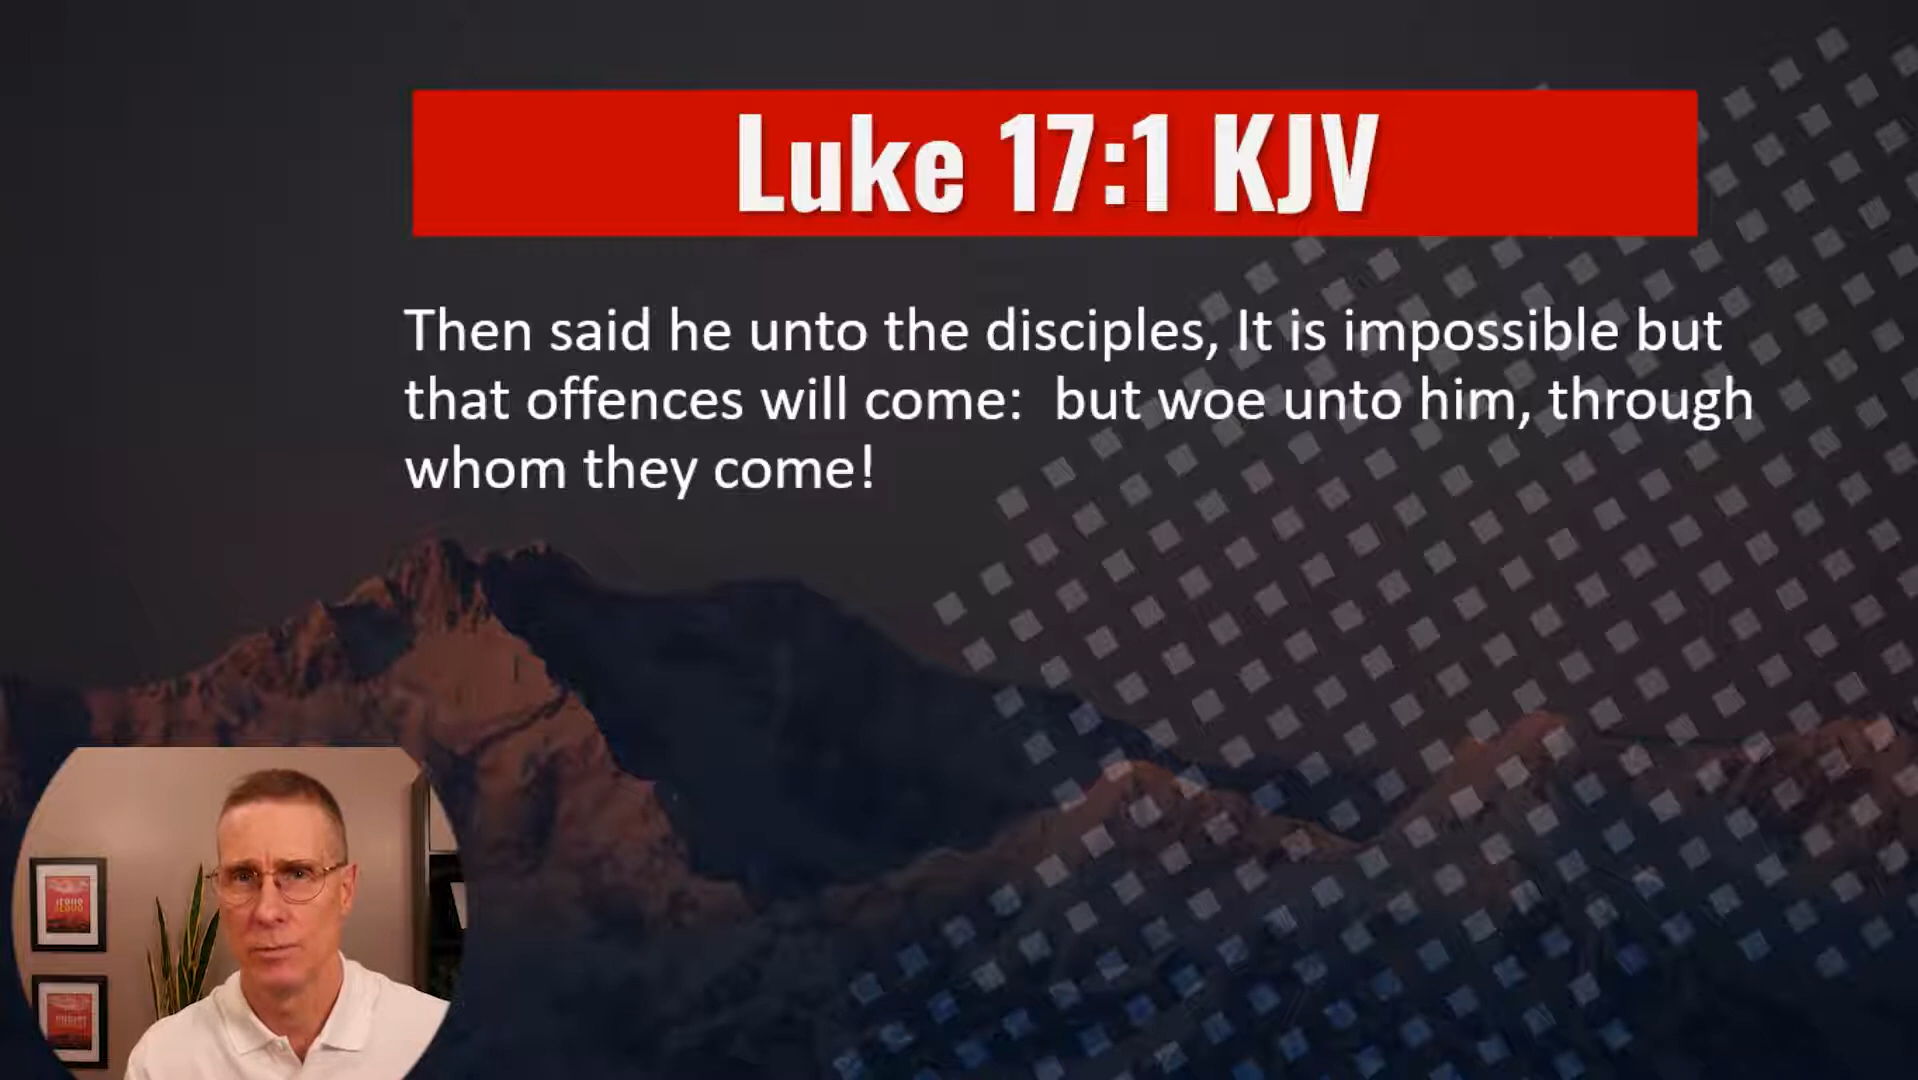 Luke 17:1 KJV
Then said he unto the disciples, It is impossible but
that offences will come:  but woe unto him, through
whom they come!
JESUS
CHRIST